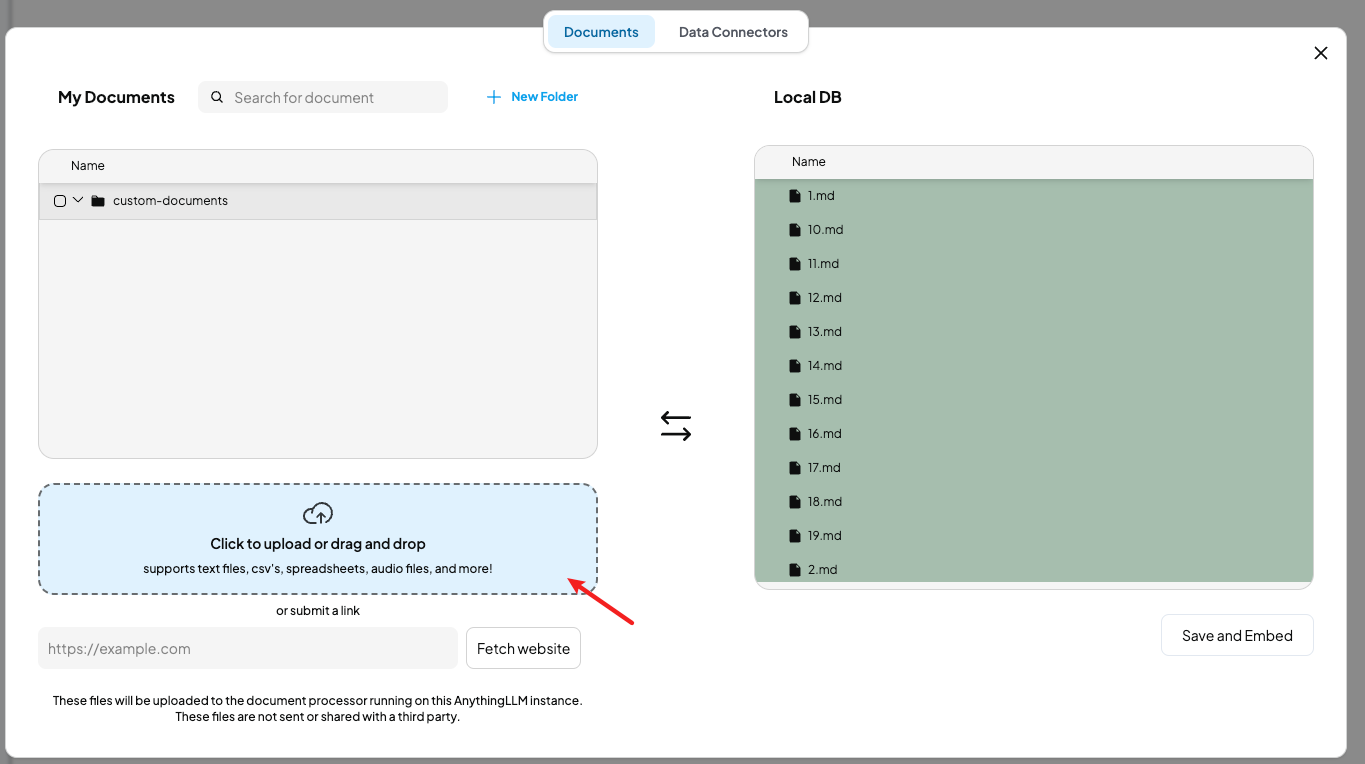 Documents
Data Connectors
My Documents
Search for document
New Folder
Name
custom-documents
Click to upload or drag and drop
supports text files, csv's, spreadsheets, audio files, and more!
or submit a link
https://example.com
Fetch website
These files will be uploaded to the document processor running on this AnythingLLM instance.
These files are not sent or shared with a third party.
Local DB
Name
1.md
10.md
11.md
12.md
13.md
14.md
15.md
16.md
17.md
18.md
19.md
2.md
Save and Embed